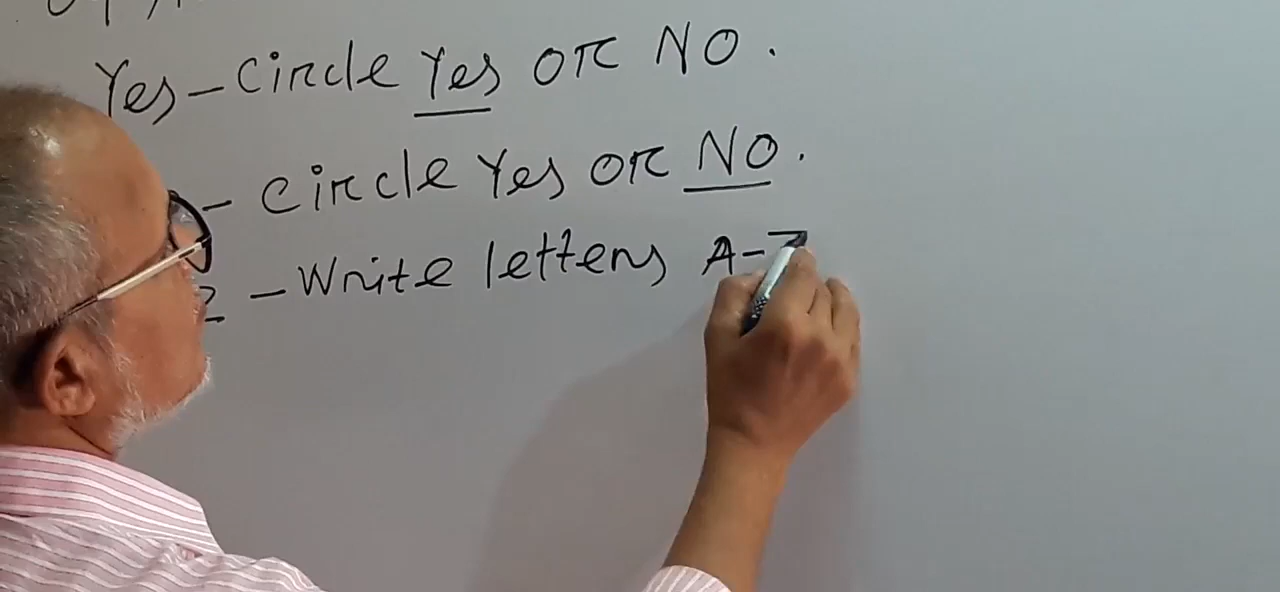 Yes – Circle Yes or No.
– Circle Yes or No.
– Write letters A–Z